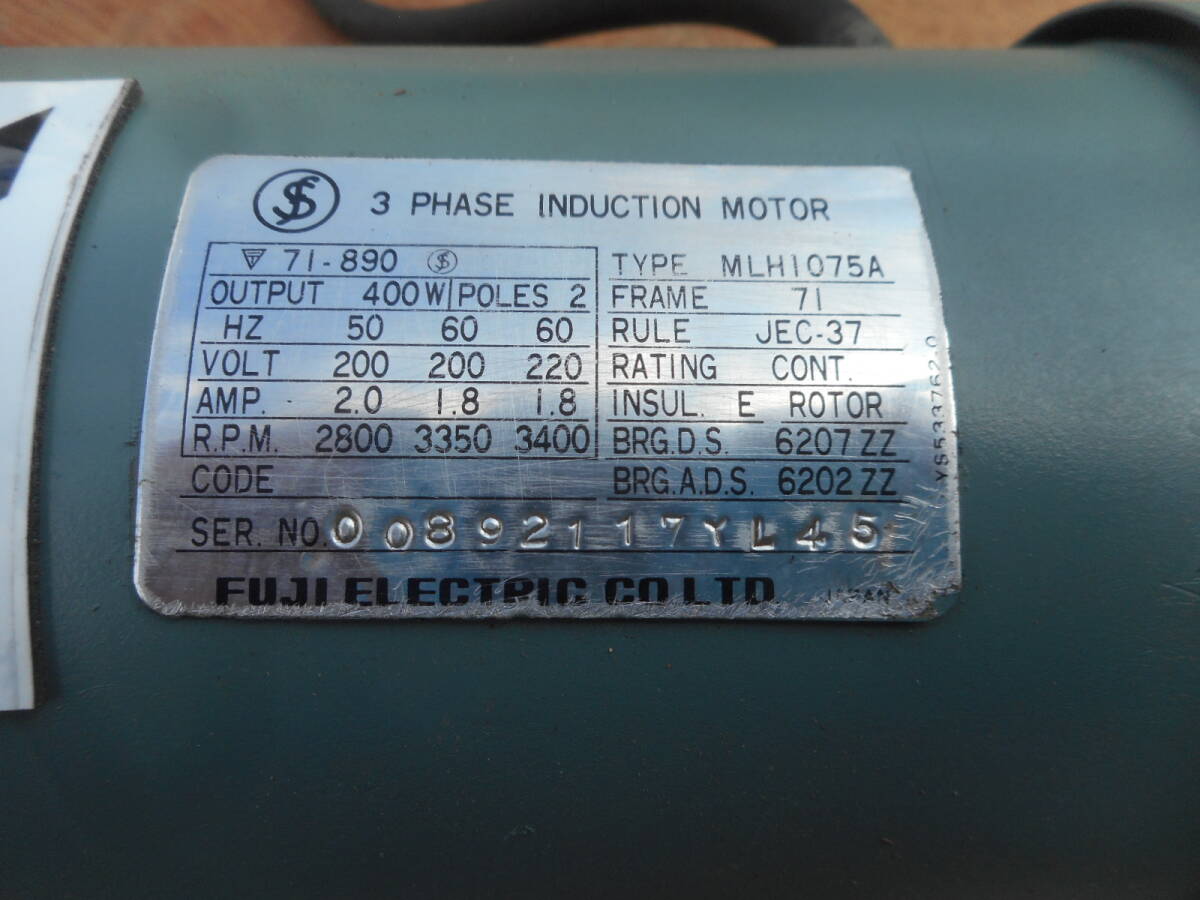 3 PHASE INDUCTION MOTOR
71-890
OUTPUT 400W POLES 2
HZ 50 60 60
VOLT 200 200 220
AMP. 2.0 1.8 1.8
R.P.M. 2800 3350 3400
CODE
TYPE MLH1075A
FRAME 71
RULE JEC-37
RATING CONT.
INSUL. E ROTOR
BRG.D.S. 6207ZZ
BRG.A.D.S. 6202ZZ
SER. NO. 00892117YL45
FUJI ELECTRIC CO LTD JAPAN